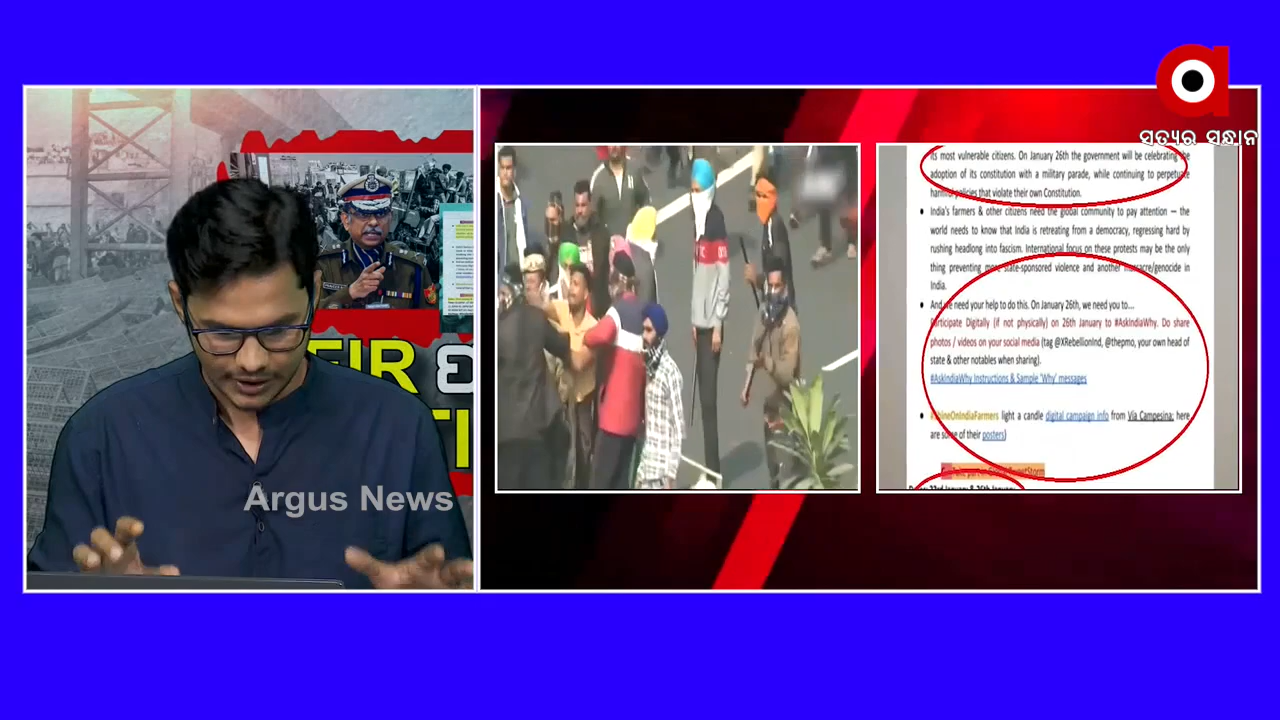 ସତ୍ୟର ସନ୍ଧାନ
FIR
Argus News
its most vulnerable citizens. On January 26th the government will be celebrating the
adoption of its constitution with a military parade, while continuing to perpetuate
harmful policies that violate their own Constitution.
India's farmers & other citizens need the global community to pay attention — the
world needs to know that India is retreating from a democracy, regressing hard by
rushing headlong into fascism. International focus on these protests may be the only
thing preventing more state-sponsored violence and another massacre/genocide in
India.
And we need your help to do this. On January 26th, we need you to...
Participate Digitally (if not physically) on 26th January to #AskIndiaWhy. Do share
photos / videos on your social media (tag @XRebellionInd, @thepmo, your own head of
state & other notables when sharing).
#AskIndiaWhy Instructions & Sample 'Why' messages
#ShineOnIndiaFarmers light a candle digital campaign info from Via Campesina; here
are some of their posters)
23rd January & 26th January